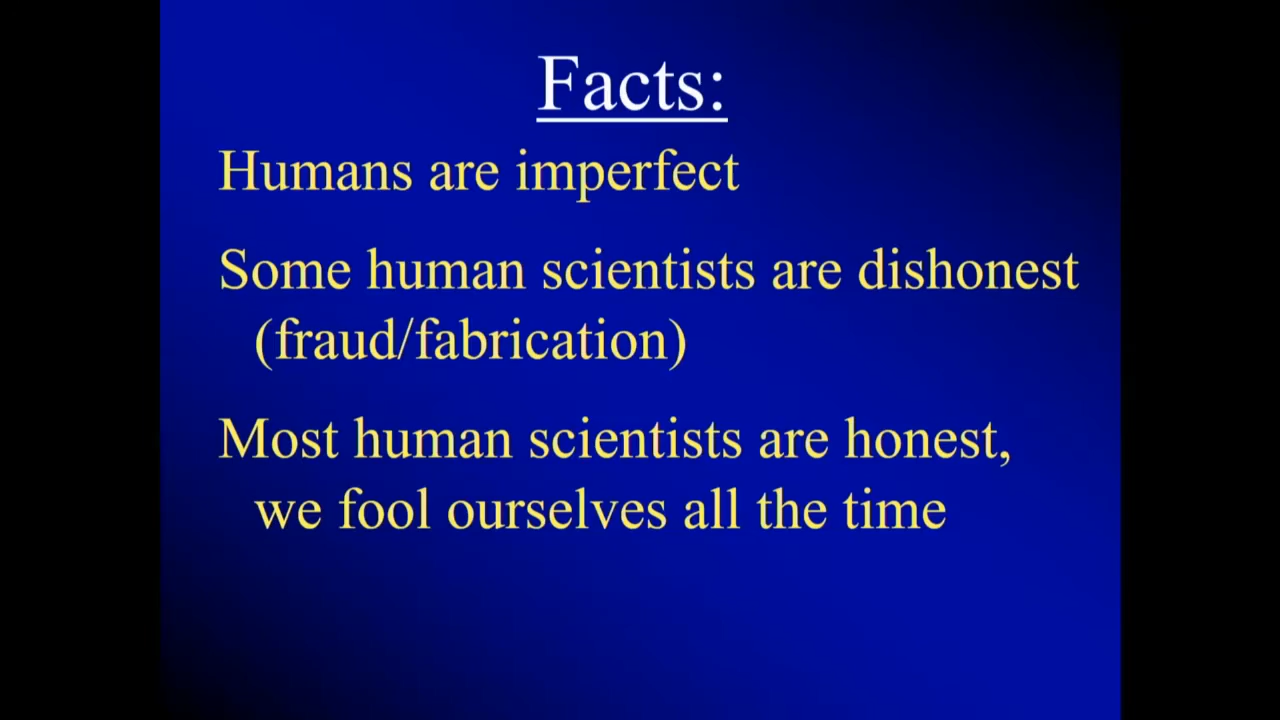 Facts:
Humans are imperfect
Some human scientists are dishonest
(fraud/fabrication)
Most human scientists are honest,
we fool ourselves all the time